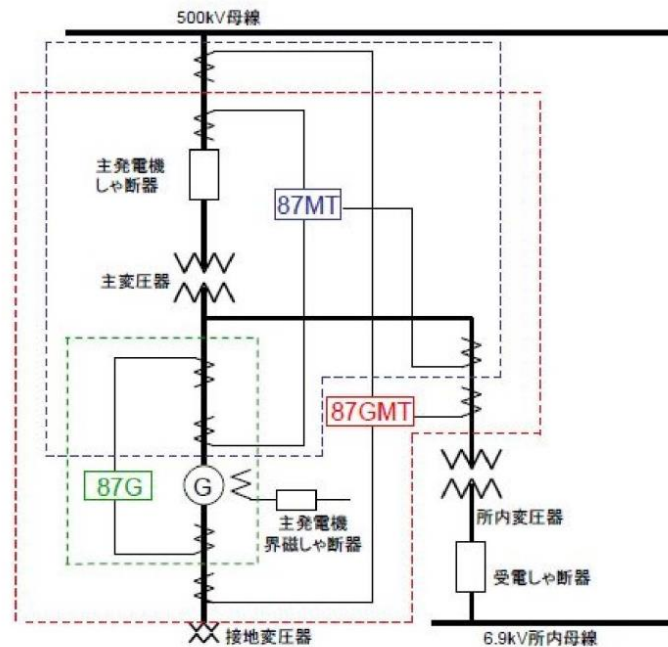 500kV母線
主発電機
しゃ断器
87MT
主変圧器
87GMT
87G
G
主発電機
界磁しゃ断器
所内変圧器
受電しゃ断器
接地変圧器
6.9kV所内母線